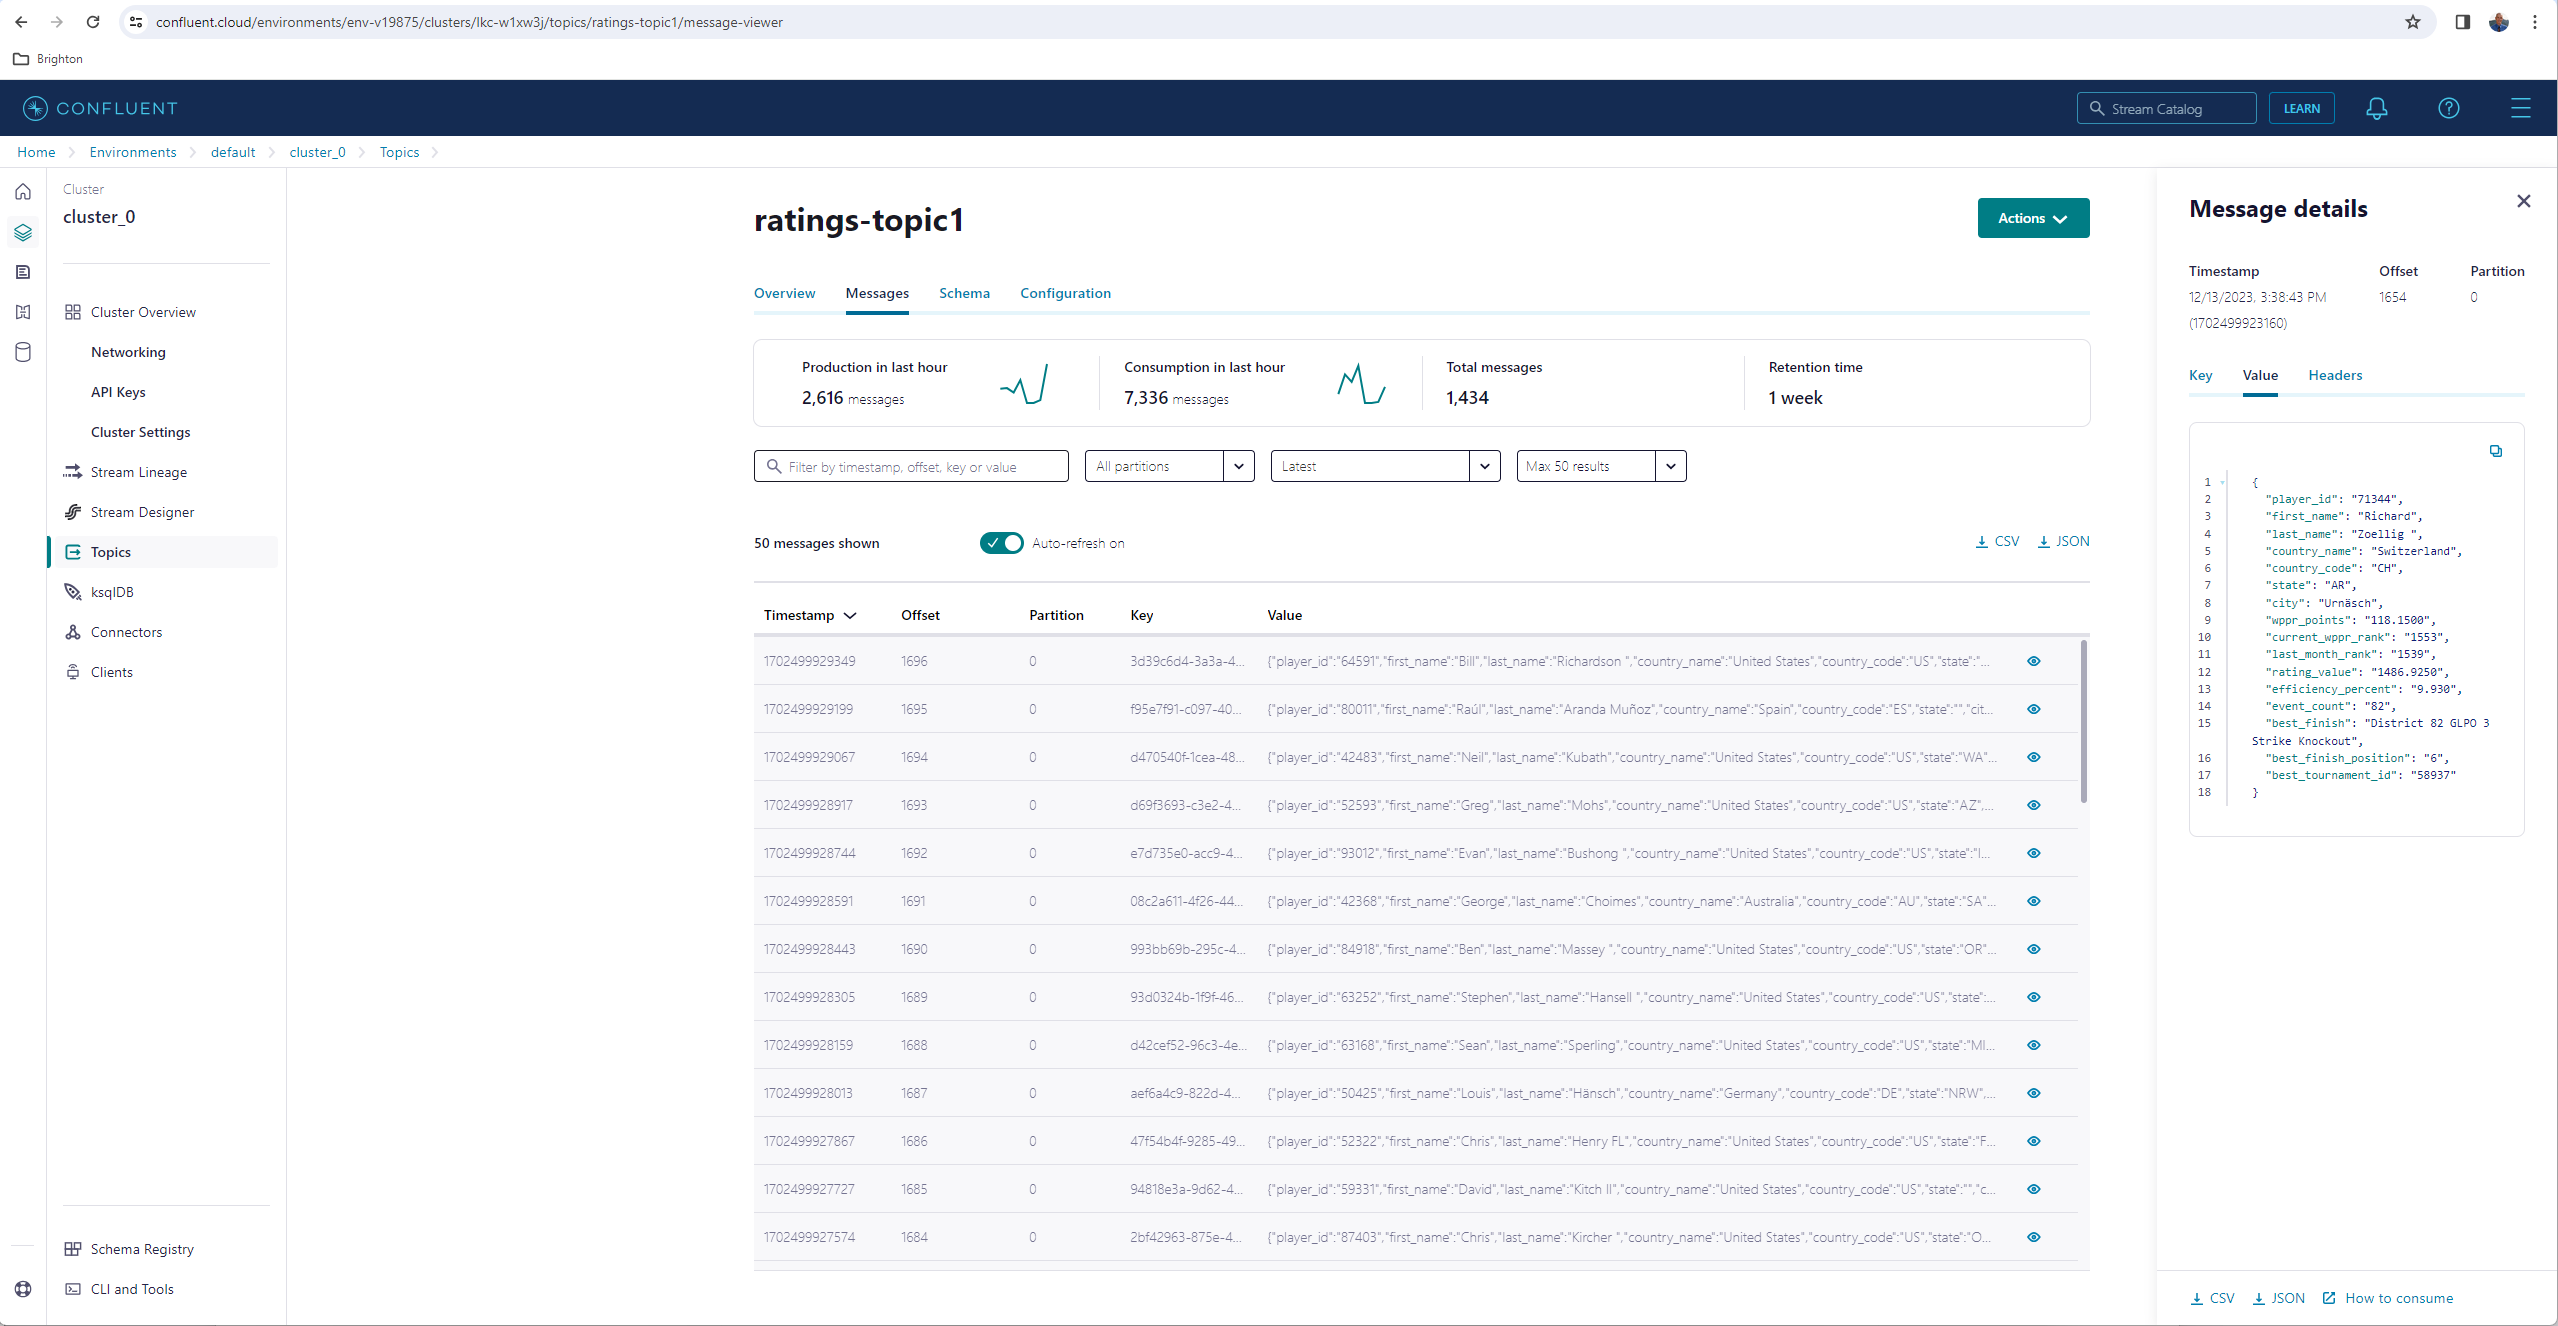 confluent.cloud/environments/env-v19875/clusters/lkc-w1xw3j/topics/ratings-topic1/message-viewer
Brighton
CONFLUENT
Stream Catalog
LEARN
Home
Environments
default
cluster_0
Topics
Cluster
cluster_0
Cluster Overview
Networking
API Keys
Cluster Settings
Stream Lineage
Stream Designer
Topics
ksqlDB
Connectors
Clients
Schema Registry
CLI and Tools
ratings-topic1
Actions
Overview Messages Schema Configuration
Production in last hour
2,616 messages
Consumption in last hour
7,336 messages
Total messages
1,434
Retention time
1 week
Filter by timestamp, offset, key or value
All partitions
Latest
Max 50 results
50 messages shown
Auto-refresh on
CSV JSON
Timestamp Offset Partition Key Value
1702499929349 1696 0 3d39c6d4-3a3a-4... {"player_id":"64591","first_name":"Bill","last_name":"Richardson ","country_name":"United States","country_code":"US","state":"...
1702499929199 1695 0 f95e7f91-c097-40... {"player_id":"80011","first_name":"Raúl","last_name":"Aranda Muñoz","country_name":"Spain","country_code":"ES","state":"","cit...
1702499929067 1694 0 d470540f-1cea-48... {"player_id":"42483","first_name":"Neil","last_name":"Kubath","country_name":"United States","country_code":"US","state":"WA"...
1702499928917 1693 0 d69f3693-c3e2-4... {"player_id":"52593","first_name":"Greg","last_name":"Mohs","country_name":"United States","country_code":"US","state":"AZ",...
1702499928744 1692 0 e7d735e0-acc9-4... {"player_id":"93012","first_name":"Evan","last_name":"Bushong ","country_name":"United States","country_code":"US","state":"I...
1702499928591 1691 0 08c2a611-4f26-44... {"player_id":"42368","first_name":"George","last_name":"Choimes","country_name":"Australia","country_code":"AU","state":"SA"...
1702499928443 1690 0 993bb69b-295c-4... {"player_id":"84918","first_name":"Ben","last_name":"Massey ","country_name":"United States","country_code":"US","state":"OR"...
1702499928305 1689 0 93d0324b-1f9f-46... {"player_id":"63252","first_name":"Stephen","last_name":"Hansell ","country_name":"United States","country_code":"US","state":...
1702499928159 1688 0 d42cef52-96c3-4e... {"player_id":"63168","first_name":"Sean","last_name":"Sperling","country_name":"United States","country_code":"US","state":"MI...
1702499928013 1687 0 aef6a4c9-822d-4... {"player_id":"50425","first_name":"Louis","last_name":"Hänsch","country_name":"Germany","country_code":"DE","state":"NRW",...
1702499927867 1686 0 47f54b4f-9285-49... {"player_id":"52322","first_name":"Chris","last_name":"Henry FL","country_name":"United States","country_code":"US","state":"F...
1702499927727 1685 0 94818e3a-9d62-4... {"player_id":"59331","first_name":"David","last_name":"Kitch II","country_name":"United States","country_code":"US","state":"","c...
1702499927574 1684 0 2bf42963-875e-4... {"player_id":"87403","first_name":"Chris","last_name":"Kircher ","country_name":"United States","country_code":"US","state":"O...
Message details
Timestamp Offset Partition
12/13/2023, 3:38:43 PM 1654 0
(1702499923160)
Key Value Headers
1 {
2 "player_id": "71344",
3 "first_name": "Richard",
4 "last_name": "Zoellig ",
5 "country_name": "Switzerland",
6 "country_code": "CH",
7 "state": "AR",
8 "city": "Urnäsch",
9 "wppr_points": "118.1500",
10 "current_wppr_rank": "1553",
11 "last_month_rank": "1539",
12 "rating_value": "1486.9250",
13 "efficiency_percent": "9.930",
14 "event_count": "82",
15 "best_finish": "District 82 GLPO 3
Strike Knockout",
16 "best_finish_position": "6",
17 "best_tournament_id": "58937"
18 }
CSV JSON How to consume